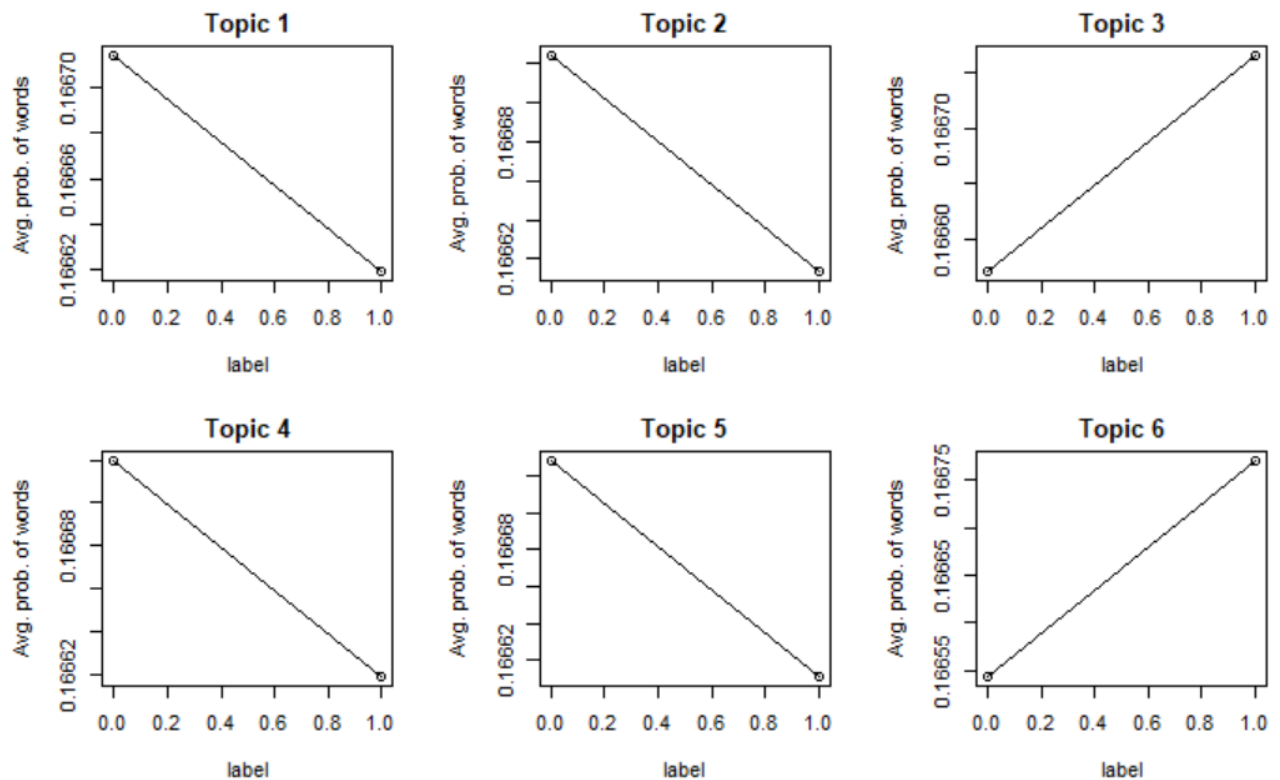 Topic 1
Avg. prob. of words
0.16670
0.16666
0.16662
0.0 0.2 0.4 0.6 0.8 1.0
label
Topic 2
Avg. prob. of words
0.16668
0.16662
0.0 0.2 0.4 0.6 0.8 1.0
label
Topic 3
Avg. prob. of words
0.16670
0.16660
0.0 0.2 0.4 0.6 0.8 1.0
label
Topic 4
Avg. prob. of words
0.16668
0.16662
0.0 0.2 0.4 0.6 0.8 1.0
label
Topic 5
Avg. prob. of words
0.16668
0.16662
0.0 0.2 0.4 0.6 0.8 1.0
label
Topic 6
Avg. prob. of words
0.16675
0.16665
0.16655
0.0 0.2 0.4 0.6 0.8 1.0
label